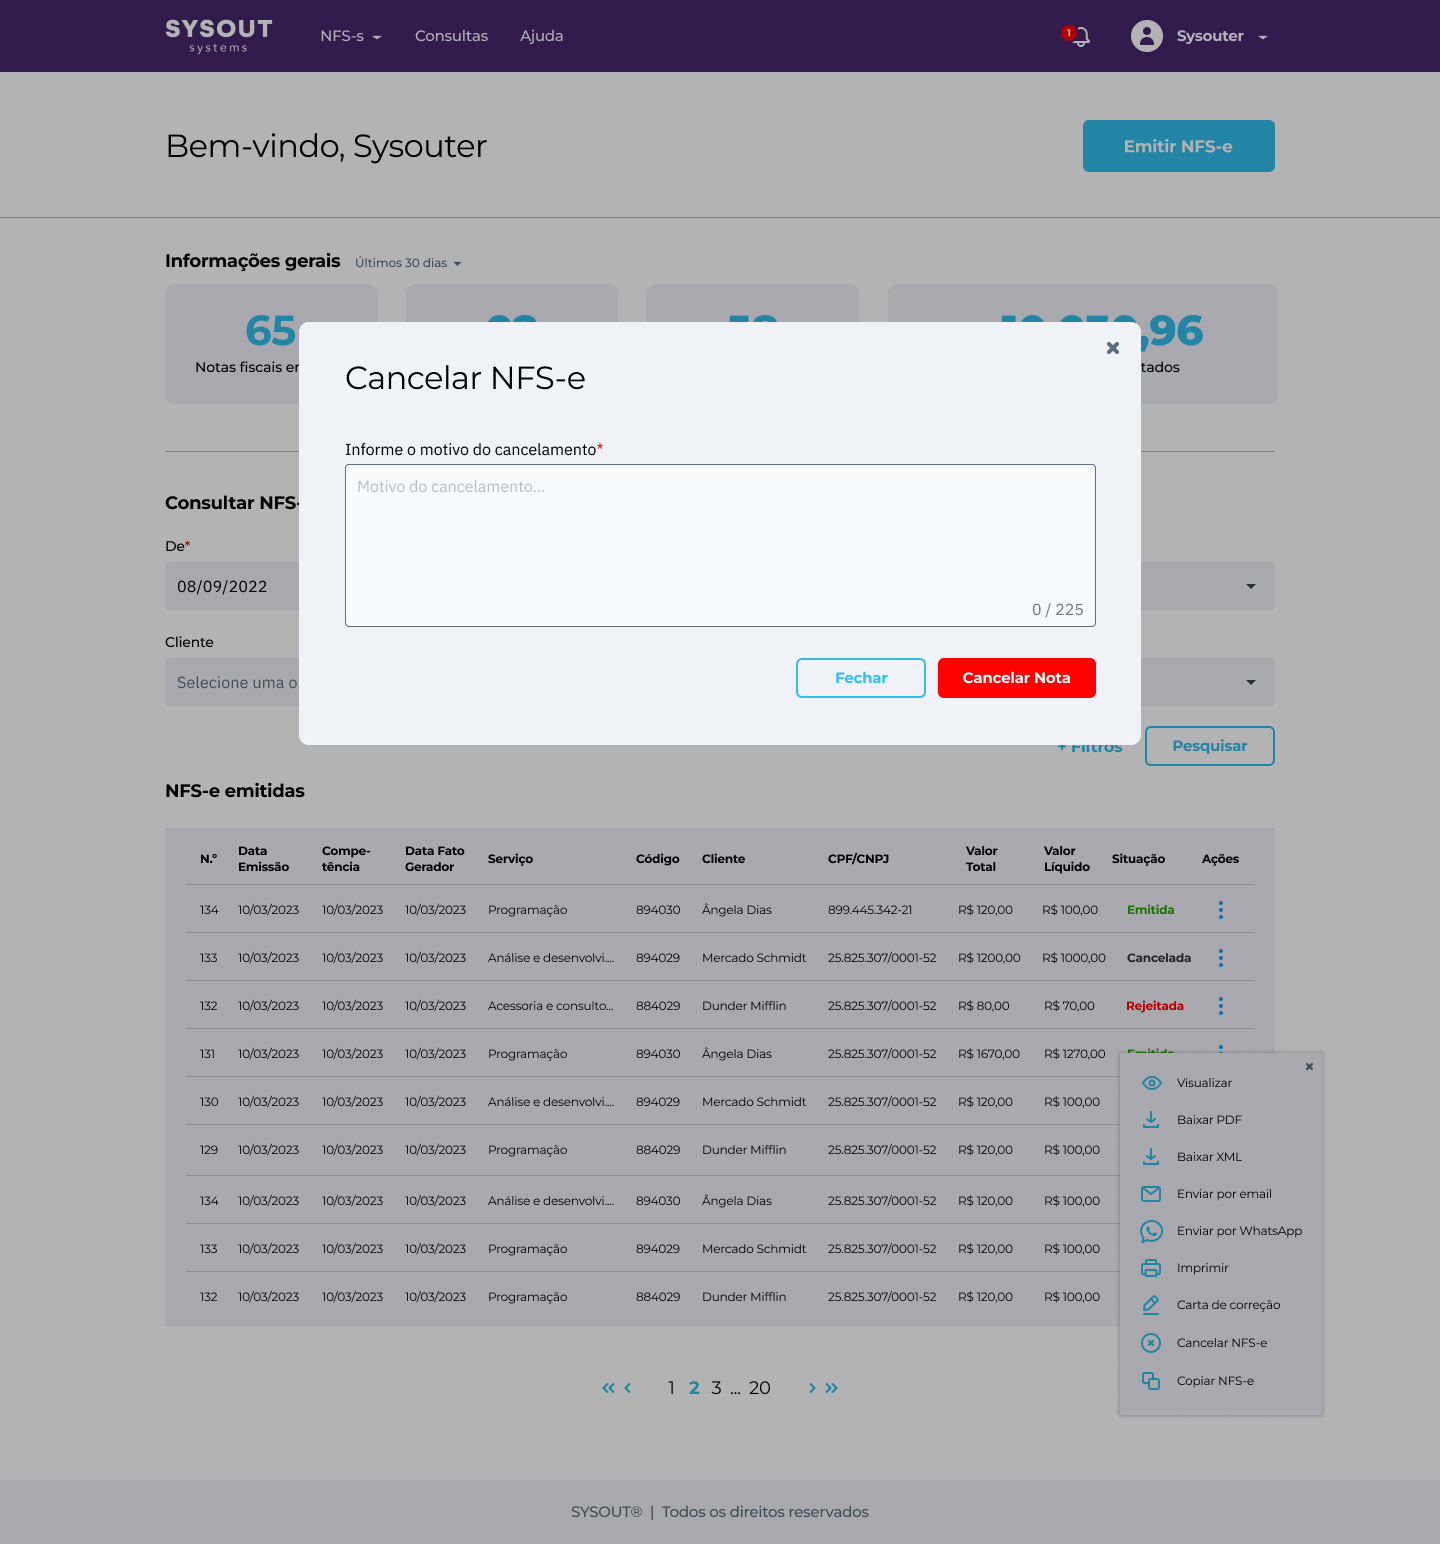 SYSOUT
systems
NFS-s
Consultas
Ajuda
1
Sysouter
Bem-vindo, Sysouter
Emitir NFS-e
Informações gerais
Últimos 30 dias
65
,96
Notas fiscais
Cancelar NFS-e
Informe o motivo do cancelamento*
Motivo do cancelamento...
0 / 225
Fechar
Cancelar Nota
Consultar
De*
08/09/2022
Cliente
Selecione uma
+ Filtros
Pesquisar
NFS-e emitidas
N.º Data Emissão Compe-tência Data Fato Gerador Serviço Código Cliente CPF/CNPJ Valor Total Valor Líquido Situação Ações
134 10/03/2023 10/03/2023 10/03/2023 Programação 894030 Ângela Dias 899.445.342-21 R$ 120,00 R$ 100,00 Emitida
133 10/03/2023 10/03/2023 10/03/2023 Análise e desenvolvi.... 894029 Mercado Schmidt 25.825.307/0001-52 R$ 1200,00 R$ 1000,00 Cancelada
132 10/03/2023 10/03/2023 10/03/2023 Acessoria e consulto... 884029 Dunder Mifflin 25.825.307/0001-52 R$ 80,00 R$ 70,00 Rejeitada
131 10/03/2023 10/03/2023 10/03/2023 Programação 894030 Ângela Dias 25.825.307/0001-52 R$ 1670,00 R$ 1270,00 Emitida
130 10/03/2023 10/03/2023 10/03/2023 Análise e desenvolvi.... 894029 Mercado Schmidt 25.825.307/0001-52 R$ 120,00 R$ 100,00
129 10/03/2023 10/03/2023 10/03/2023 Programação 884029 Dunder Mifflin 25.825.307/0001-52 R$ 120,00 R$ 100,00
134 10/03/2023 10/03/2023 10/03/2023 Análise e desenvolvi.... 894030 Ângela Dias 25.825.307/0001-52 R$ 120,00 R$ 100,00
133 10/03/2023 10/03/2023 10/03/2023 Programação 894029 Mercado Schmidt 25.825.307/0001-52 R$ 120,00 R$ 100,00
132 10/03/2023 10/03/2023 10/03/2023 Programação 884029 Dunder Mifflin 25.825.307/0001-52 R$ 120,00 R$ 100,00
Visualizar
Baixar PDF
Baixar XML
Enviar por email
Enviar por WhatsApp
Imprimir
Carta de correção
Cancelar NFS-e
Copiar NFS-e
1 2 3 ... 20
SYSOUT® | Todos os direitos reservados